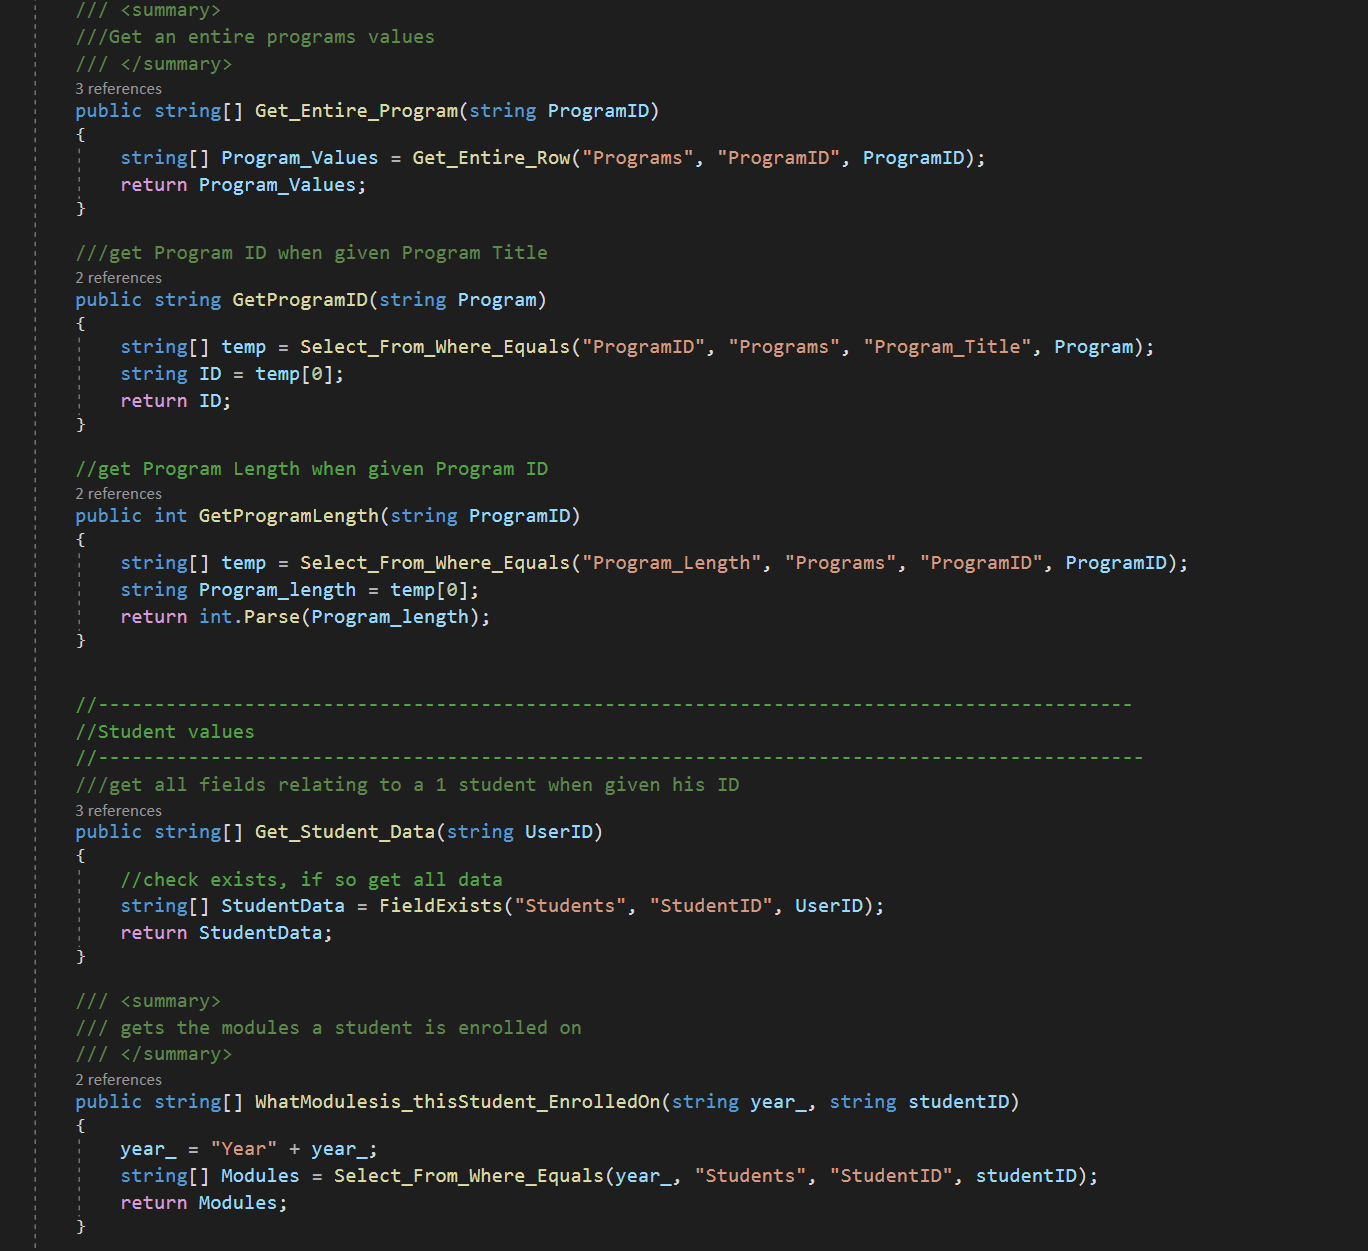 /// <summary>
///Get an entire programs values
/// </summary>
3 references
public string[] Get_Entire_Program(string ProgramID)
{
string[] Program_Values = Get_Entire_Row("Programs", "ProgramID", ProgramID);
return Program_Values;
}
///get Program ID when given Program Title
2 references
public string GetProgramID(string Program)
{
string[] temp = Select_From_Where_Equals("ProgramID", "Programs", "Program_Title", Program);
string ID = temp[0];
return ID;
}
//get Program Length when given Program ID
2 references
public int GetProgramLength(string ProgramID)
{
string[] temp = Select_From_Where_Equals("Program_Length", "Programs", "ProgramID", ProgramID);
string Program_length = temp[0];
return int.Parse(Program_length);
}
//--------------------------------------------------------------------------------------------
//Student values
//---------------------------------------------------------------------------------------------
///get all fields relating to a 1 student when given his ID
3 references
public string[] Get_Student_Data(string UserID)
{
//check exists, if so get all data
string[] StudentData = FieldExists("Students", "StudentID", UserID);
return StudentData;
}
/// <summary>
/// gets the modules a student is enrolled on
/// </summary>
2 references
public string[] WhatModulesis_thisStudent_EnrolledOn(string year_, string studentID)
{
year_ = "Year" + year_;
string[] Modules = Select_From_Where_Equals(year_, "Students", "StudentID", studentID);
return Modules;
}